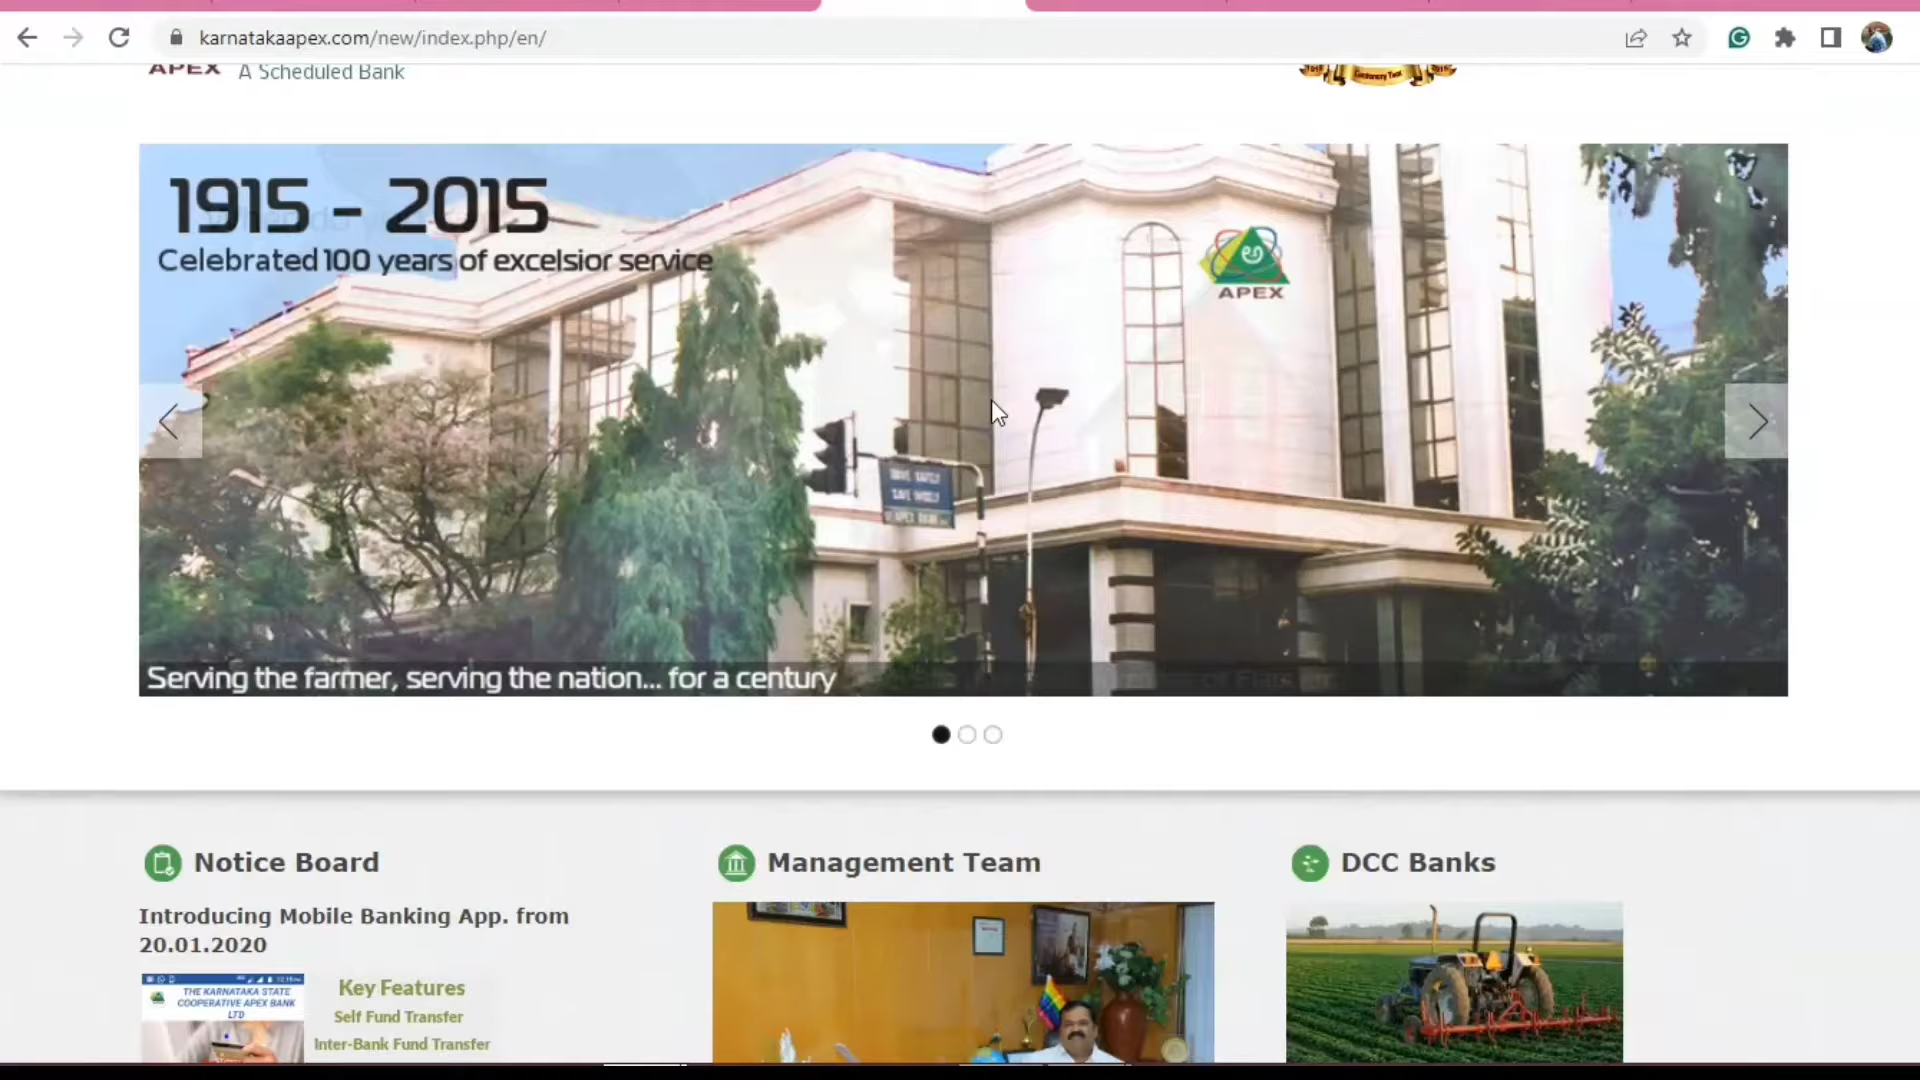 karnatakaapex.com/new/index.php/en/
APEX A Scheduled Bank
1915 - 2015
Celebrated 100 years of excelsior service
అ
APEX
Serving the farmer, serving the nation... for a century
Notice Board
Introducing Mobile Banking App. from
20.01.2020
THE KARNATAKA STATE
COOPERATIVE APEX BANK
LTD
Key Features
Self Fund Transfer
Inter-Bank Fund Transfer
Management Team
DCC Banks